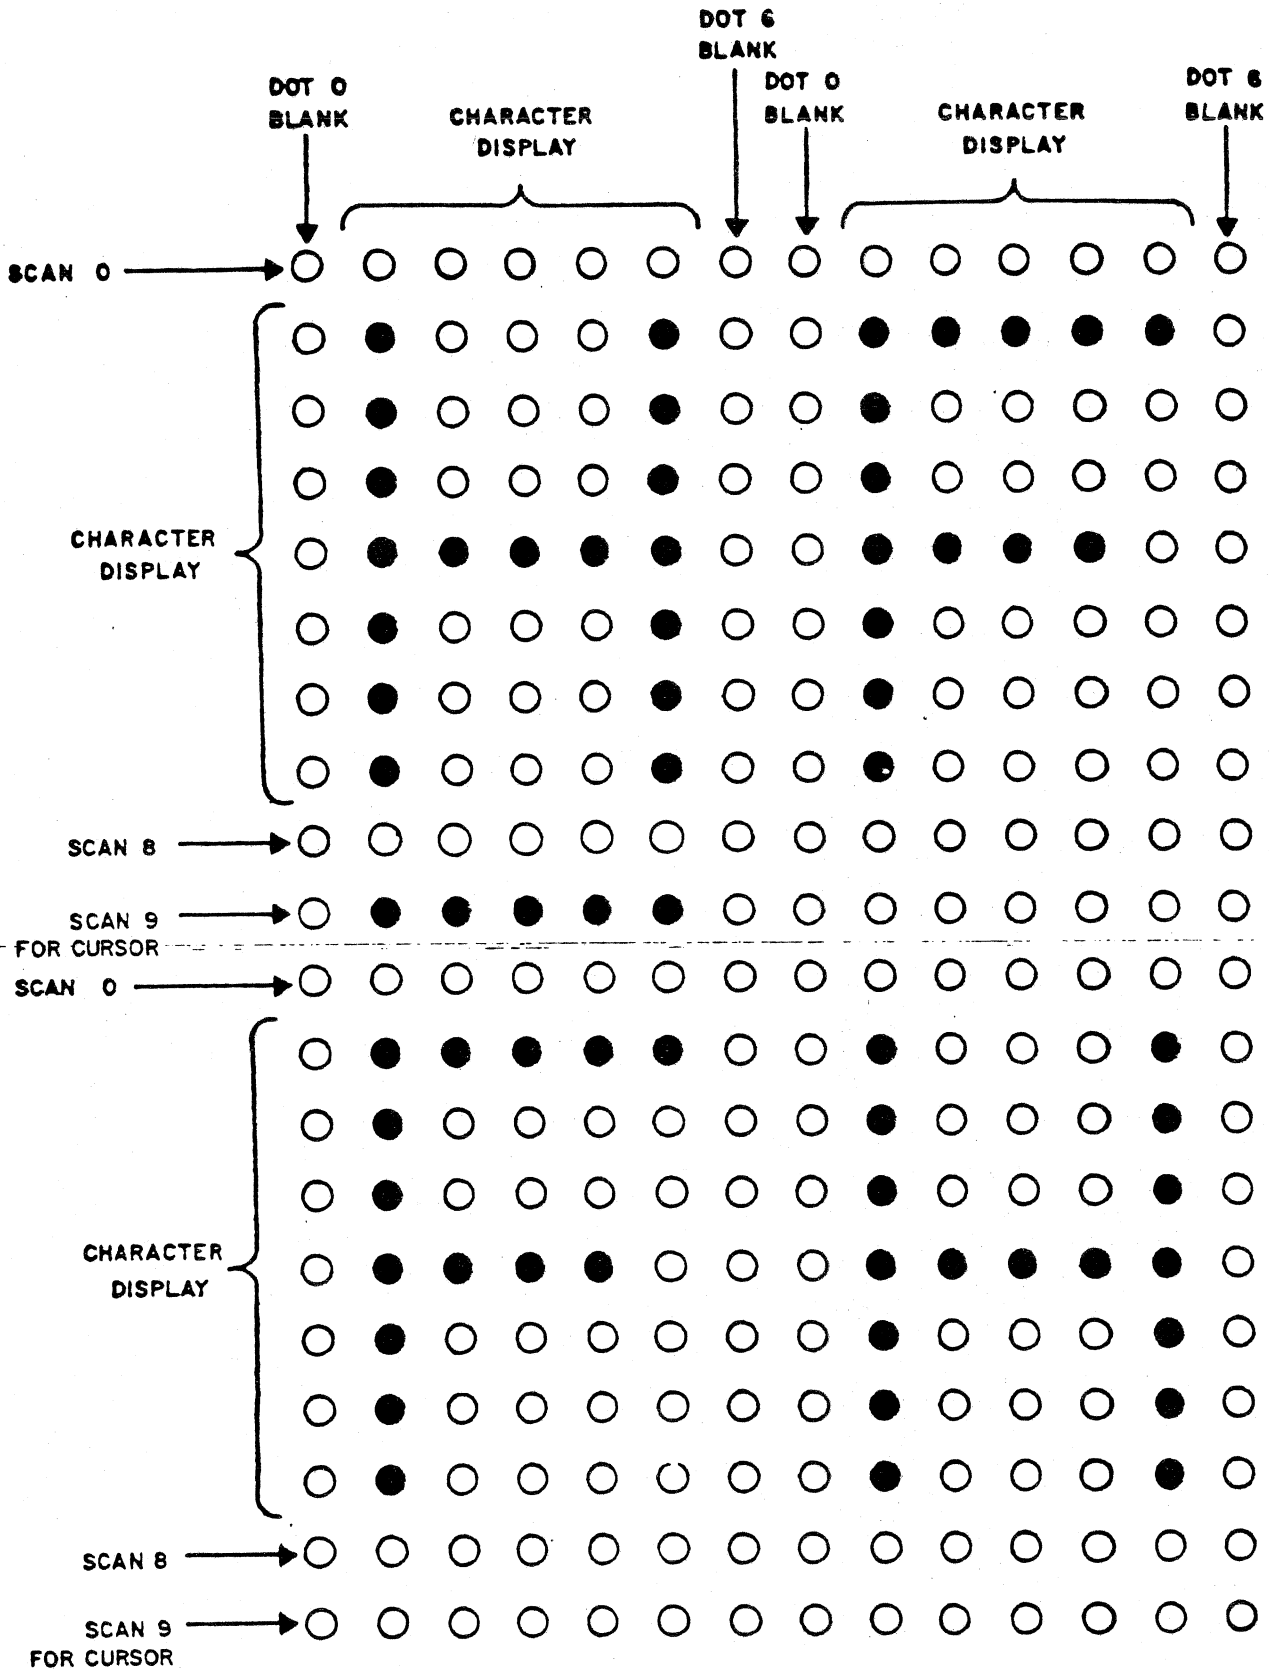 DOT 6
BLANK
DOT 0
BLANK
CHARACTER
DISPLAY
DOT 0
BLANK
CHARACTER
DISPLAY
DOT 6
BLANK
SCAN 0
CHARACTER
DISPLAY
SCAN 8
SCAN 9
FOR CURSOR
SCAN 0
CHARACTER
DISPLAY
SCAN 8
SCAN 9
FOR CURSOR